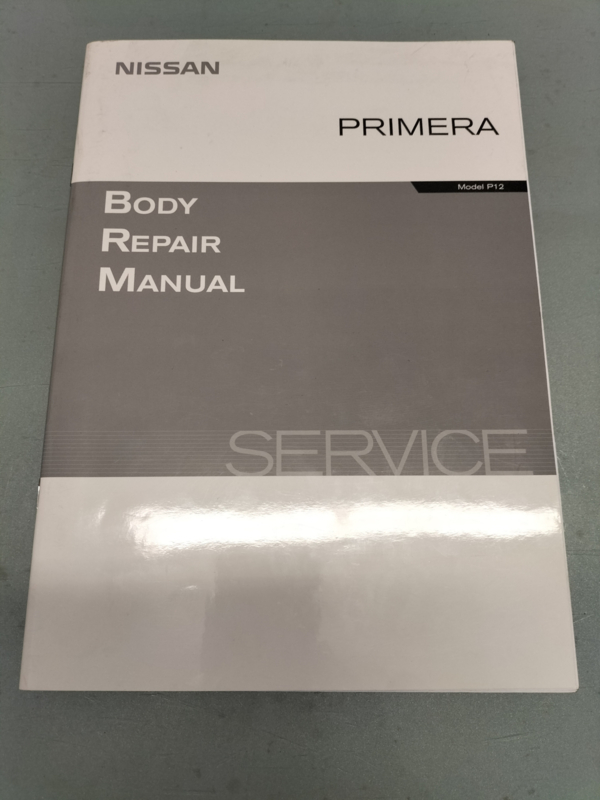 NISSAN
PRIMERA
Model P12
BODY
REPAIR
MANUAL
SERVICE